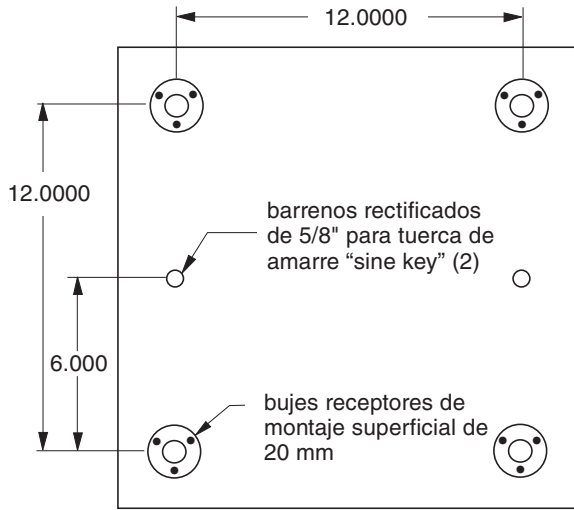 12.0000
12.0000
barrenos rectificados
de 5/8" para tuerca de
amarre “sine key” (2)
6.000
bujes receptores de
montaje superficial de
20 mm